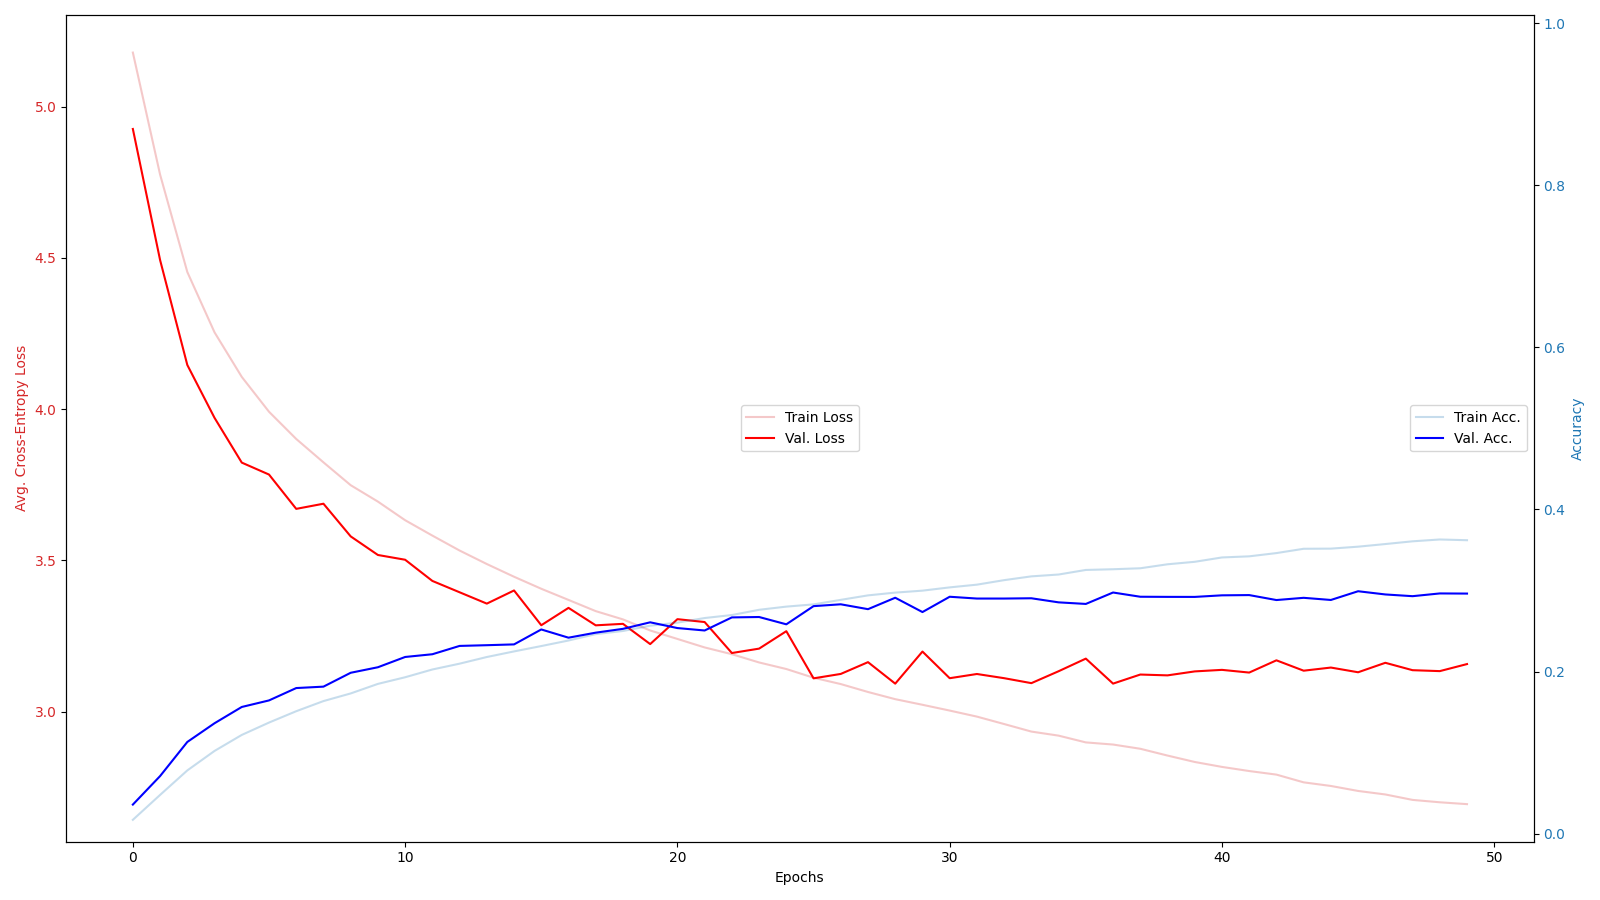 5.0
4.5
4.0
3.5
3.0
Avg. Cross-Entropy Loss
Train Loss
Val. Loss
Train Acc.
Val. Acc.
1.0
0.8
0.6
0.4
0.2
0.0
Accuracy
0 10 20 30 40 50
Epochs